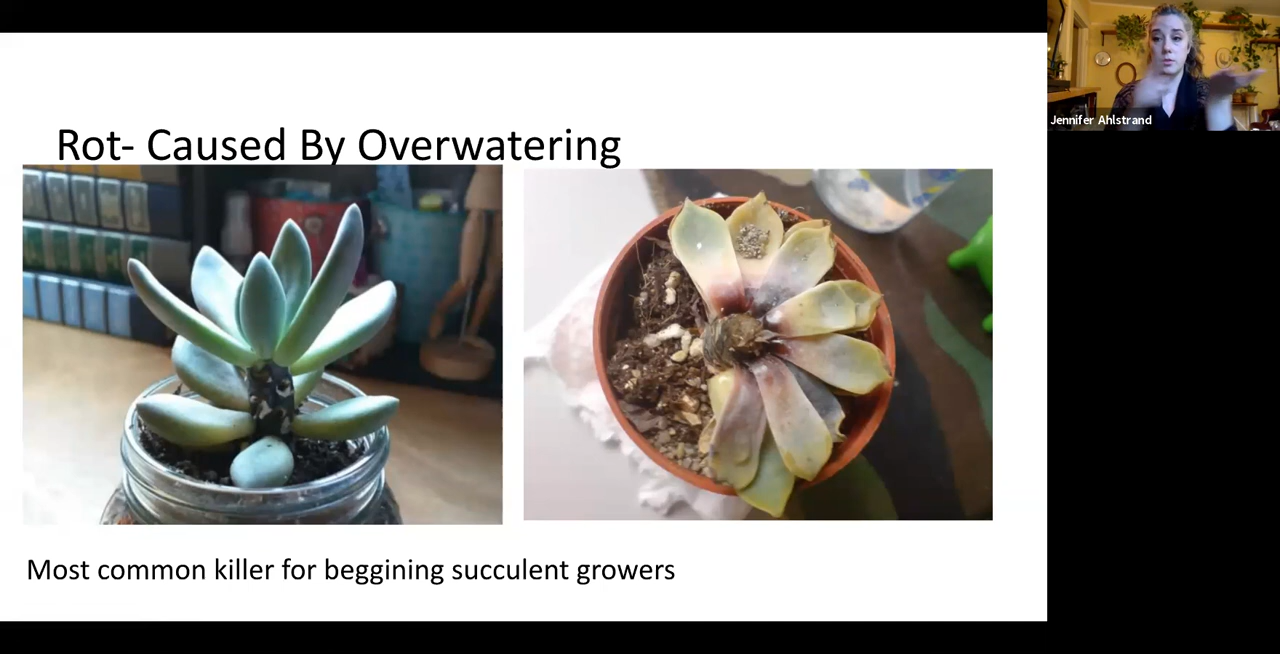 Rot- Caused By Overwatering
Most common killer for beggining succulent growers
Jennifer Ahlstrand